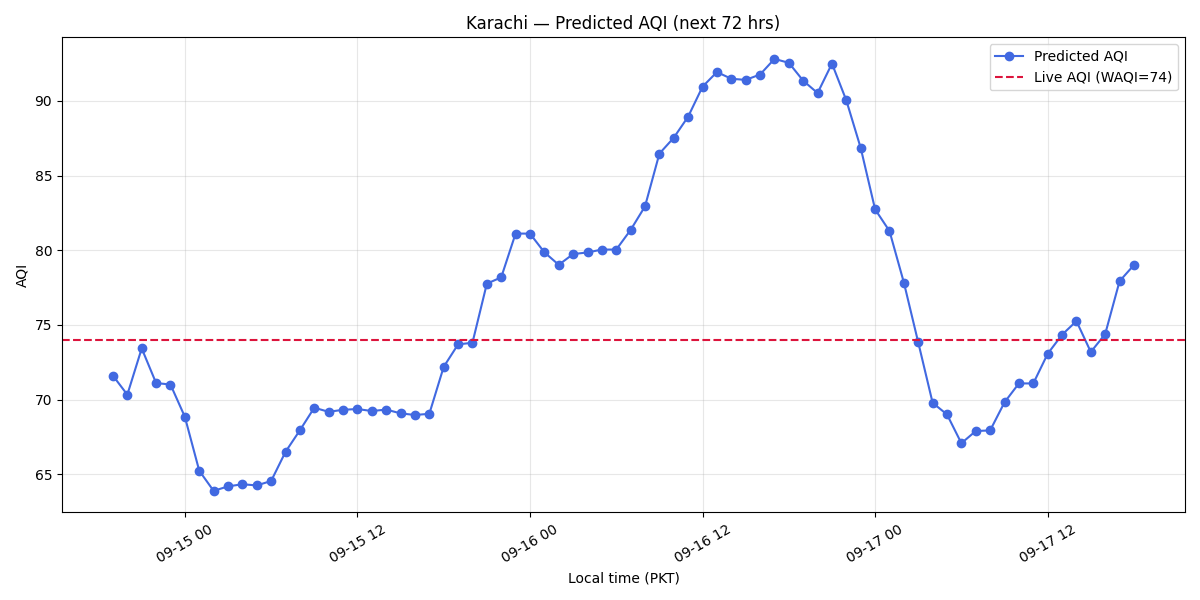 Karachi — Predicted AQI (next 72 hrs)
Predicted AQI
Live AQI (WAQI=74)
AQI
90
85
80
75
70
65
09-15 00
09-15 12
09-16 00
09-16 12
09-17 00
09-17 12
Local time (PKT)